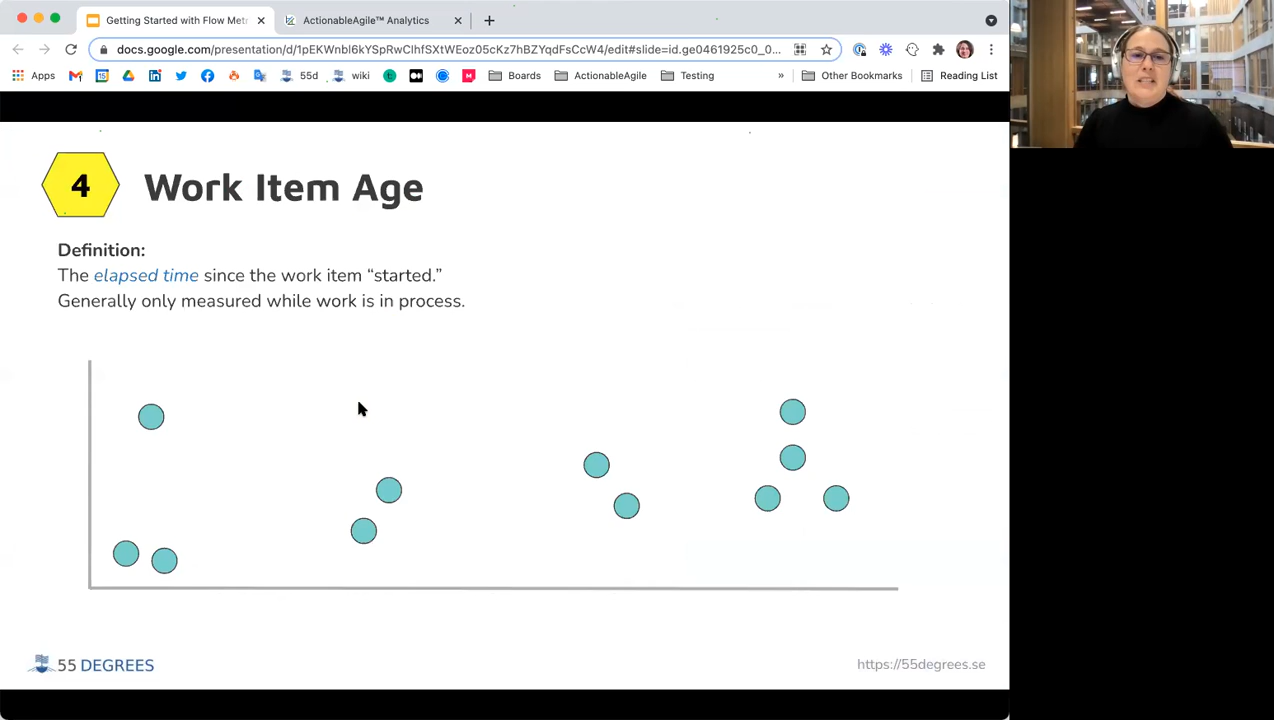 Getting Started with Flow Met
ActionableAgile™ Analytics
docs.google.com/presentation/d/1pEKWnbl6kYSpRwClhfSXtWEoz05cKz7hBZYqdFsCcW4/edit#slide=id.ge0461925c0_0...
Apps
55d
wiki
Boards
ActionableAgile
Testing
»
Other Bookmarks
Reading List
4
Work Item Age
Definition:
The elapsed time since the work item “started.”
Generally only measured while work is in process.
55 DEGREES
https://55degrees.se